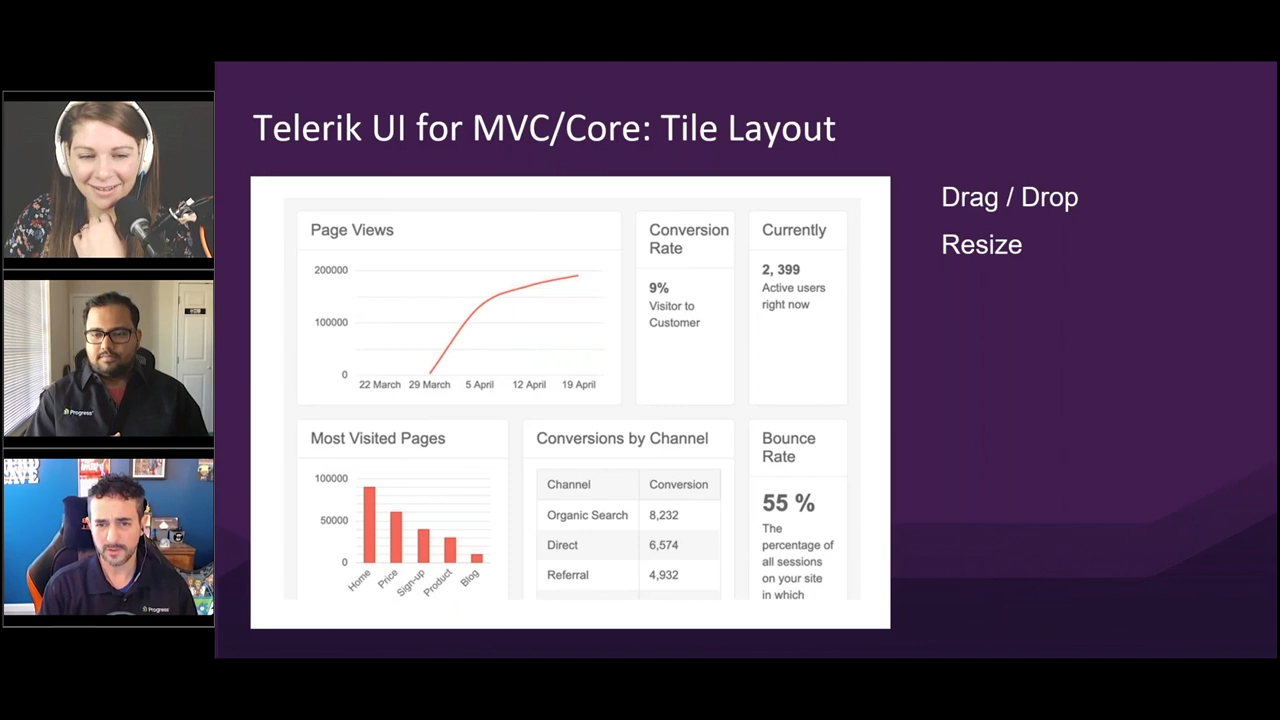 Telerik UI for MVC/Core: Tile Layout
Drag / Drop
Resize
Page Views
200000
100000
0
22 March 29 March 5 April 12 April 19 April
Conversion
Rate
9%
Visitor to
Customer
Currently
2, 399
Active users
right now
Most Visited Pages
100000
50000
0
Home Price Sign-up Product Blog
Conversions by Channel
Channel Conversion
Organic Search 8,232
Direct 6,574
Referral 4,932
Bounce
Rate
55 %
The
percentage of
all sessions
on your site
in which
Progress
Progress